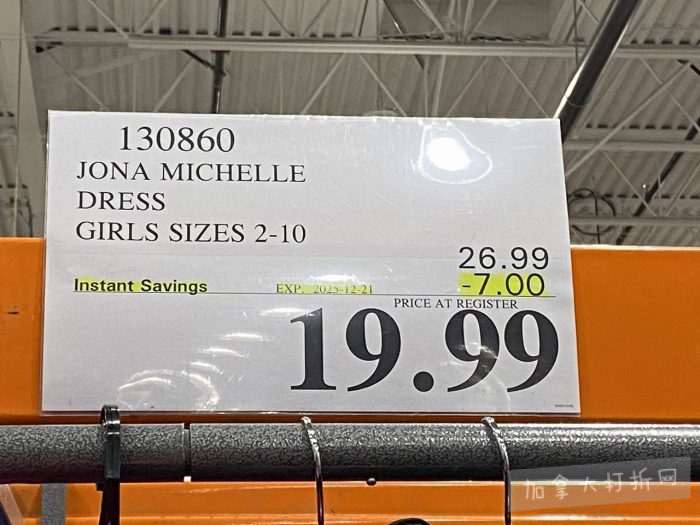 130860
JONA MICHELLE
DRESS
GIRLS SIZES 2-10
26.99
Instant Savings EXP. 2025-12-21 -7.00
PRICE AT REGISTER
19.99
加拿大打折网